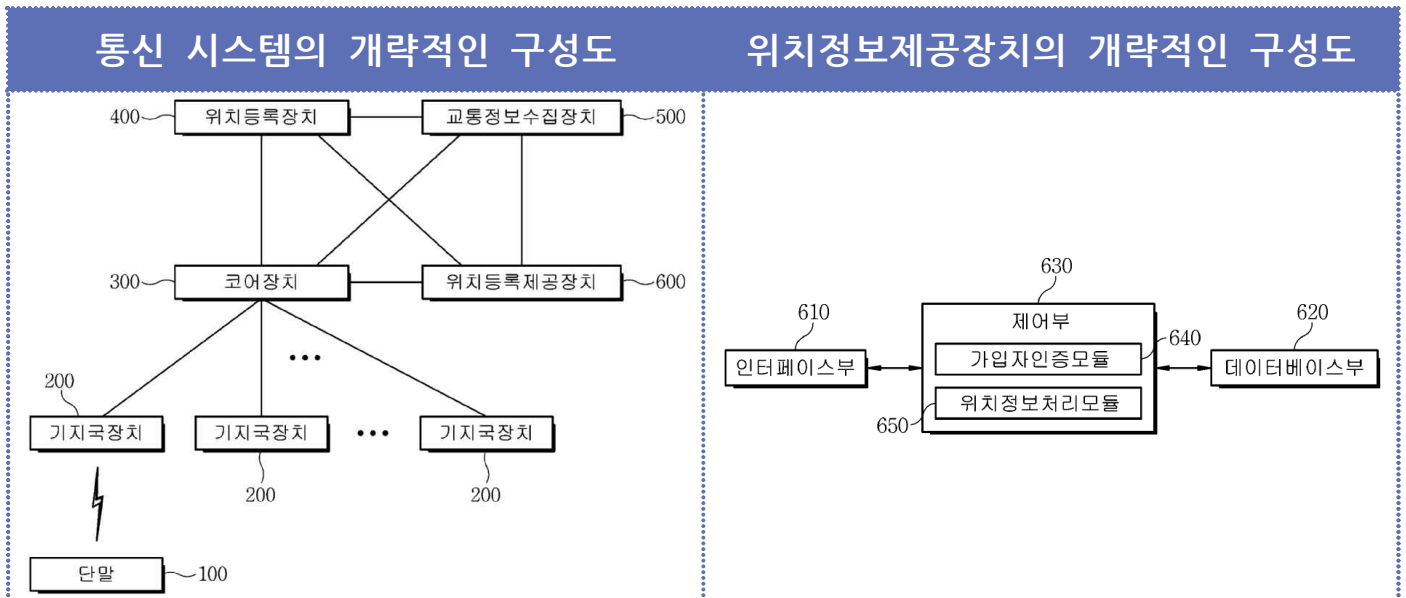 통신 시스템의 개략적인 구성도
400 위치등록장치 교통정보수집장치 500
300 코어장치 위치등록제공장치 600
200
기지국장치 기지국장치 기지국장치
200 200
단말 100
위치정보제공장치의 개략적인 구성도
630
610 제어부 620
인터페이스부 가입자인증모듈 640 데이터베이스부
650 위치정보처리모듈